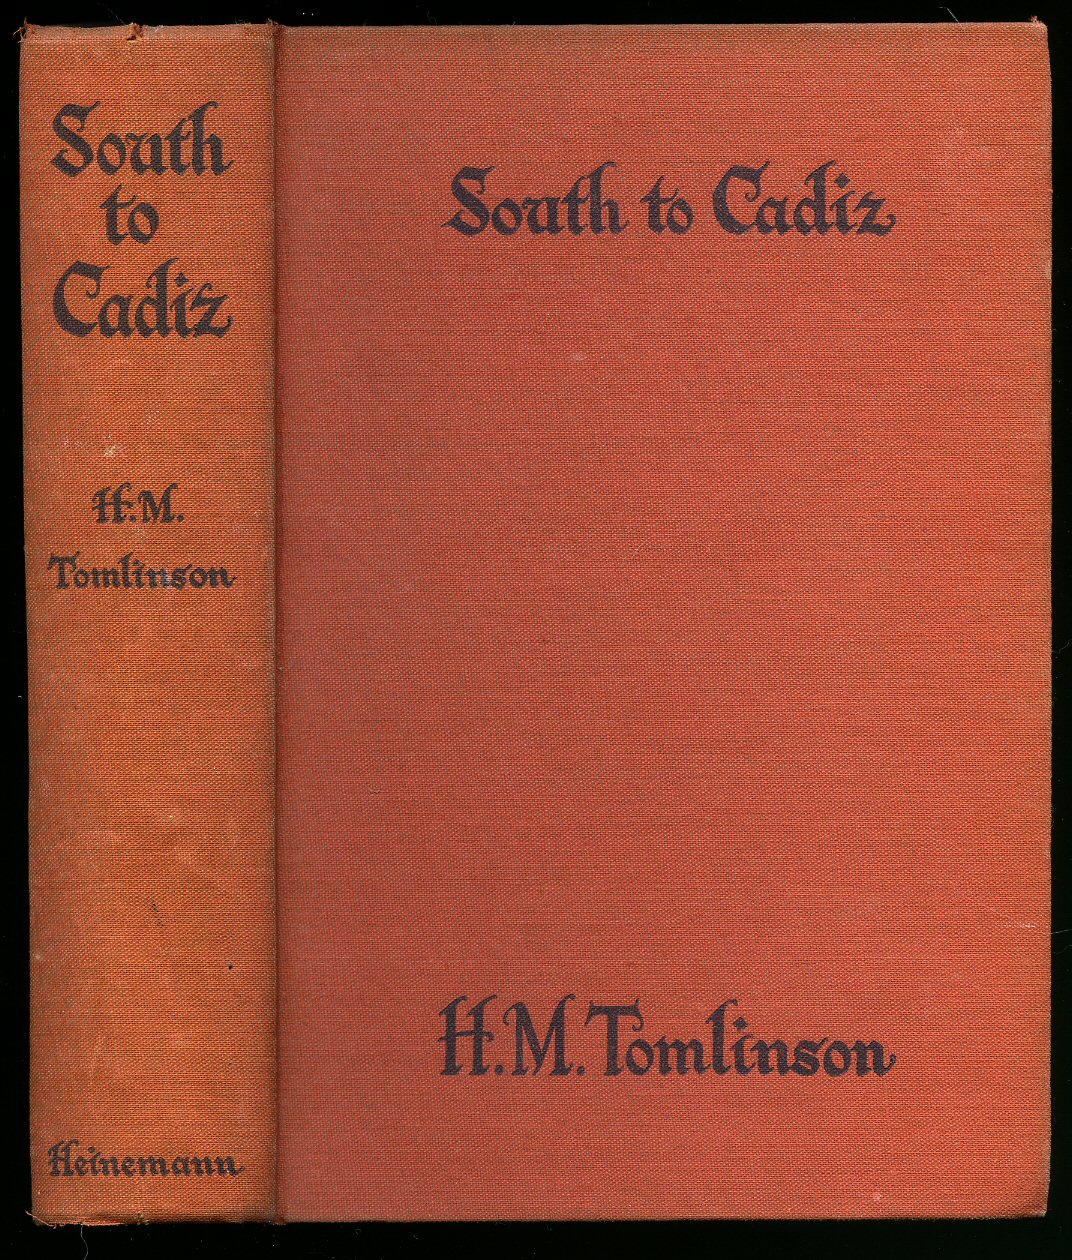 South
to
Cadiz
H.M.
Tomlinson
Heinemann
South to Cadiz
H.M. Tomlinson